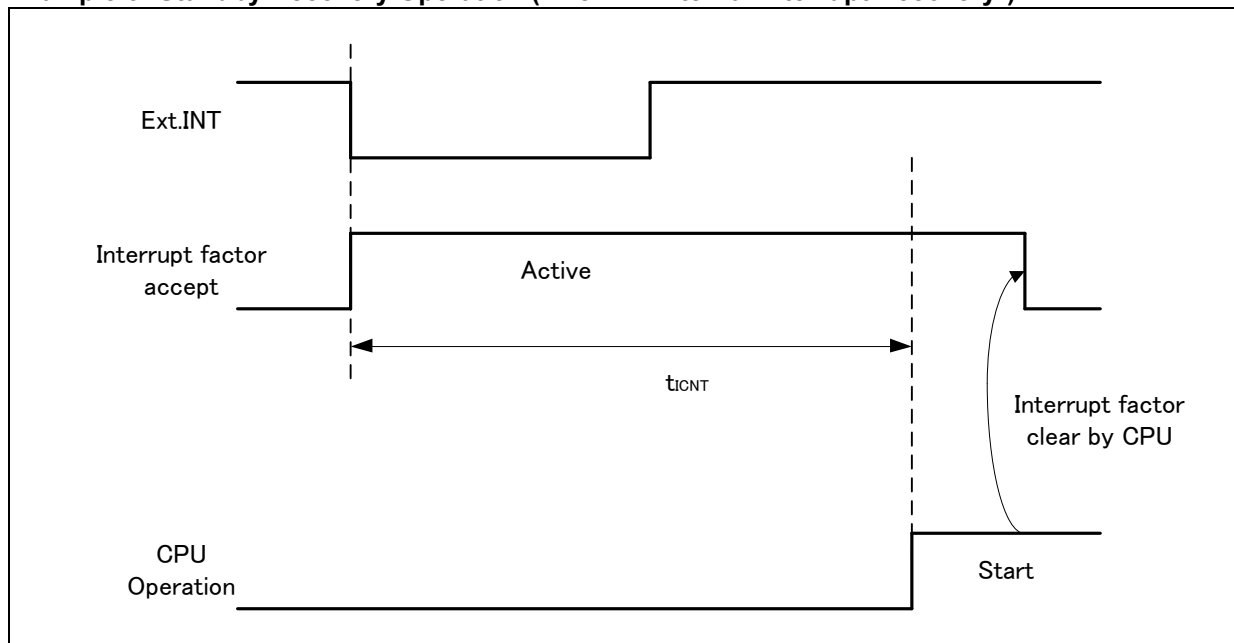 Ext.INT
Interrupt factor
accept
Active
tICNT
Interrupt factor
clear by CPU
CPU
Operation
Start